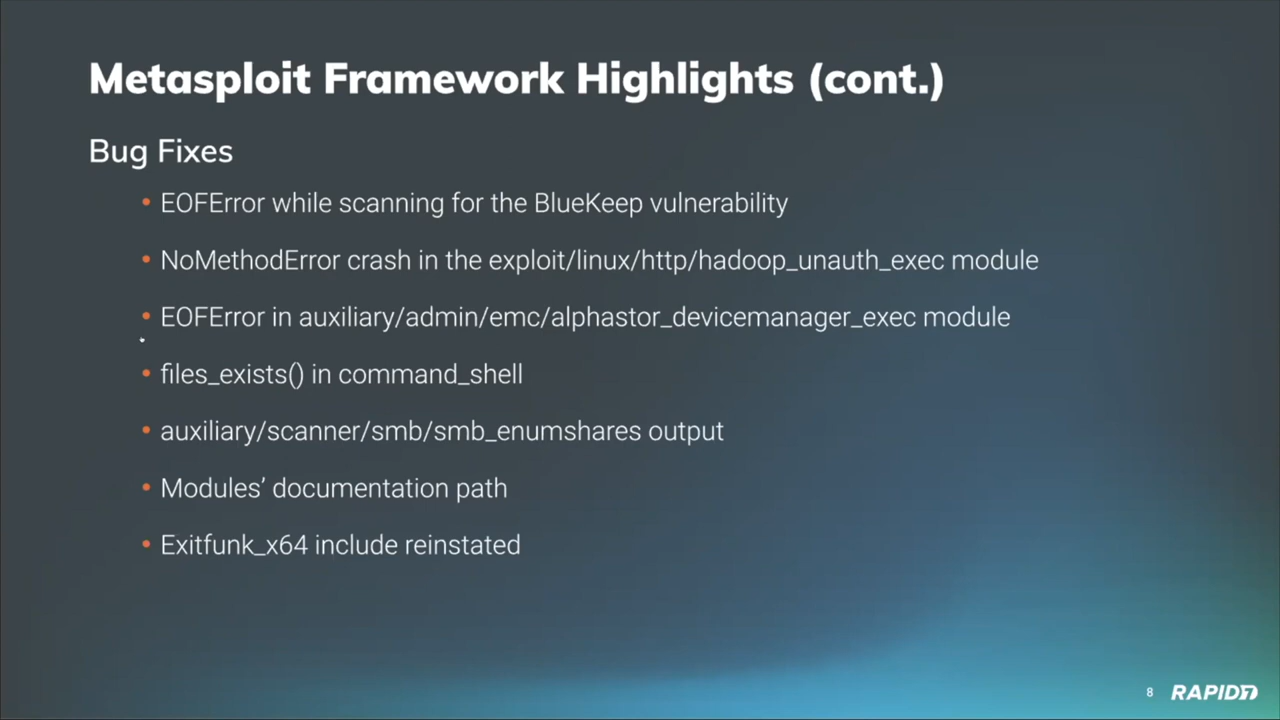 Metasploit Framework Highlights (cont.)
Bug Fixes
• EOFError while scanning for the BlueKeep vulnerability
• NoMethodError crash in the exploit/linux/http/hadoop_unauth_exec module
• EOFError in auxiliary/admin/emc/alphastor_devicemanager_exec module
• files_exists() in command_shell
• auxiliary/scanner/smb/smb_enumshares output
• Modules’ documentation path
• Exitfunk_x64 include reinstated
8 RAPID7